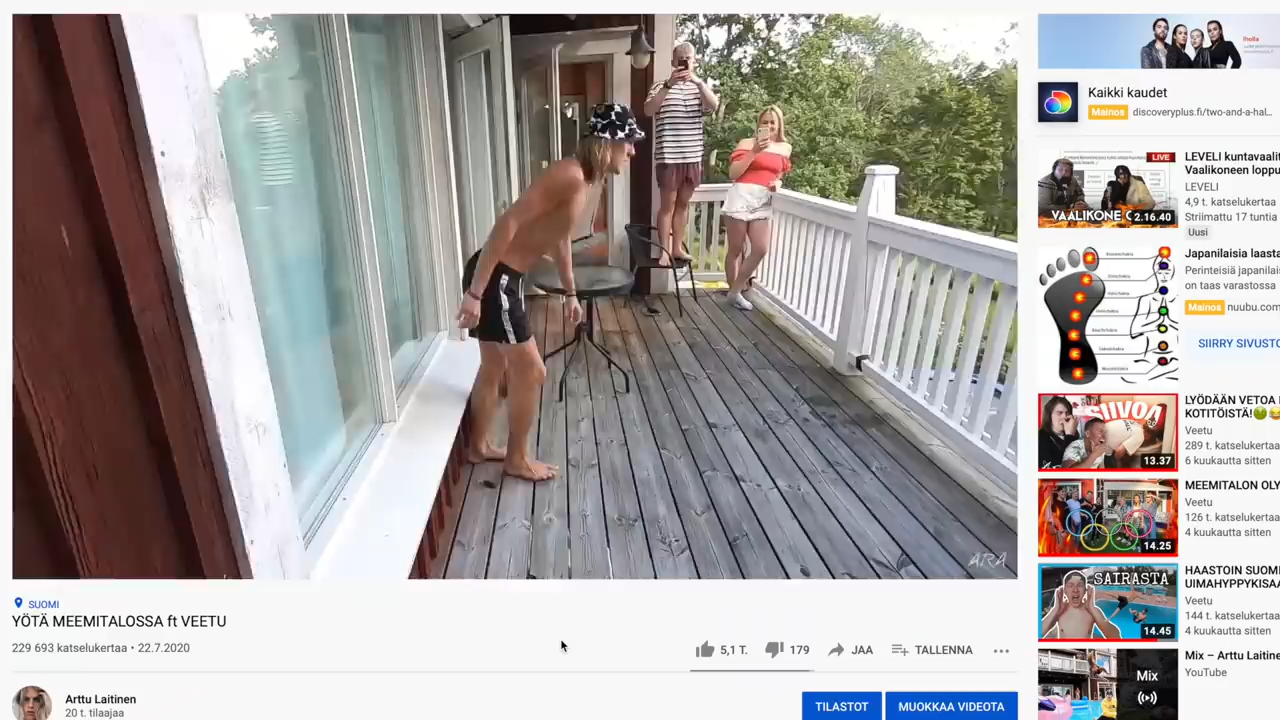 ARA
SUOMI
YÖTÄ MEEMITALOSSA ft VEETU
229 693 katselukertaa • 22.7.2020
5,1 T.
179
JAA
TALLENNA
Arttu Laitinen
20 t. tilaajaa
TILASTOT
MUOKKAA VIDEOTA
Kaikki kaudet
Mainos discoveryplus.fi/two-and-a-hal...
LIVE
VAALIKONE
2.16.40
LEVELI kuntavaalit
Vaalikoneen loppu
LEVELI
4,9 t. katselukertaa
Striimattu 17 tuntia
Uusi
Japanilaisia laasta
Perinteisiä japanilai
on taas varastossa
Mainos nuubu.com
SIIRRY SIVUSTO
SIIVOA
13.37
LYÖDÄÄN VETOA
KOTITÖISTÄ!
Veetu
289 t. katselukertaa
6 kuukautta sitten
14.25
MEEMITALON OLY
Veetu
126 t. katselukertaa
4 kuukautta sitten
SAIRASTA
14.45
HAASTOIN SUOME
UIMAHYPPYKISAA
Veetu
144 t. katselukertaa
4 kuukautta sitten
Mix
Mix – Arttu Laitine
YouTube